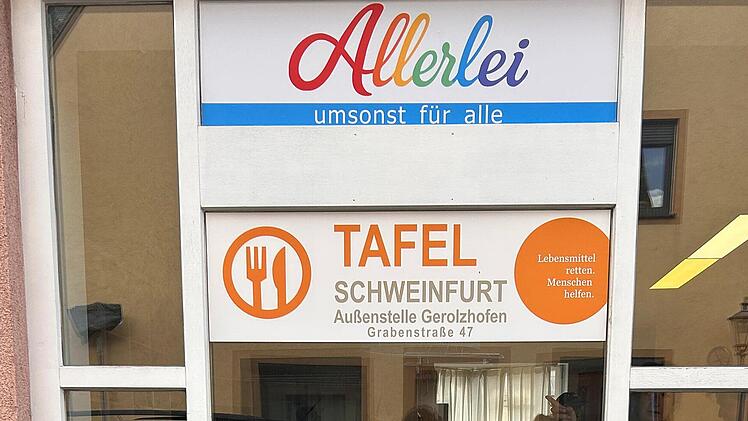 Allerlei
umsonst für alle
TAFEL
SCHWEINFURT
Außenstelle Gerolzhofen
Grabenstraße 47
Lebensmittel
retten.
Menschen
helfen.